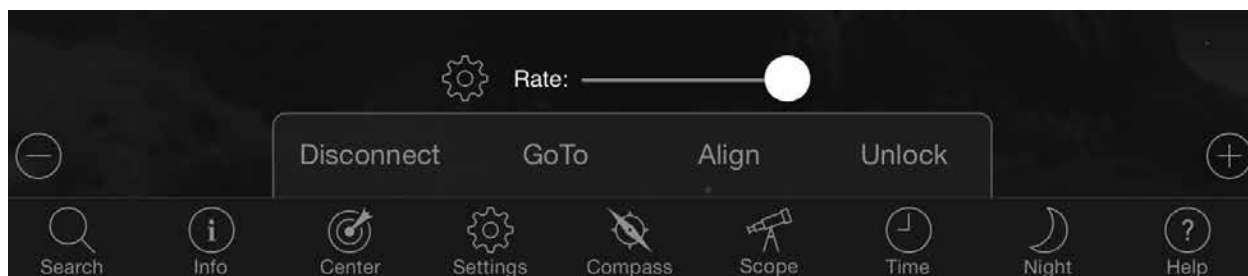 Rate:
Disconnect GoTo Align Unlock
Search Info Center Settings Compass Scope Time Night Help